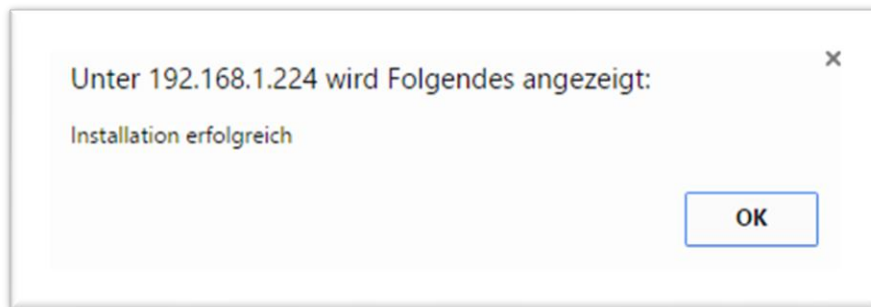 Unter 192.168.1.224 wird Folgendes angezeigt:
Installation erfolgreich
OK